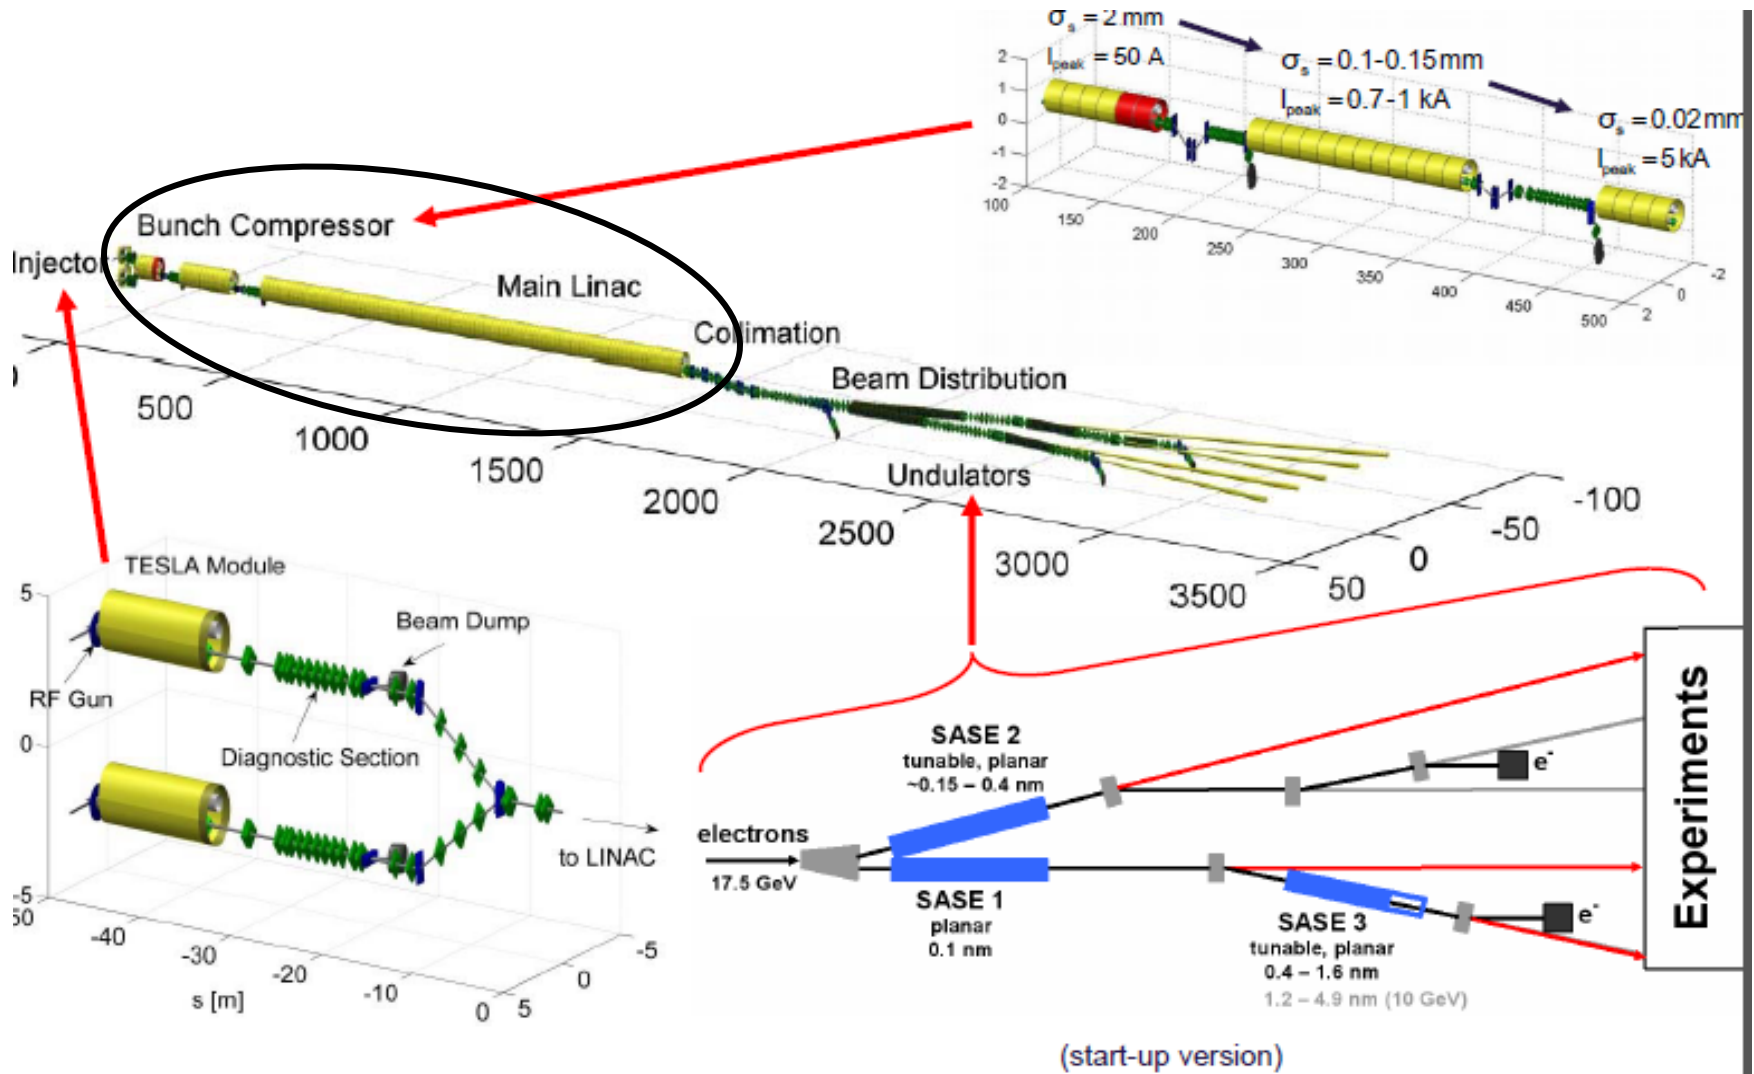 σs = 2 mm
Ipeak = 50 A
σs = 0.1-0.15mm
Ipeak = 0.7-1 kA
σs = 0.02mm
Ipeak = 5 kA
2
1
0
-1
-2
100
150
200
250
300
350
400
450
500
-2
0
2
Bunch Compressor
Injector
Main Linac
Collimation
Beam Distribution
Undulators
0
500
1000
1500
2000
2500
3000
3500
-100
-50
0
50
TESLA Module
Beam Dump
RF Gun
Diagnostic Section
to LINAC
5
0
-5
-50
-40
-30
-20
-10
0
-5
0
5
s [m]
SASE 2
tunable, planar
~0.15 – 0.4 nm
electrons
17.5 GeV
SASE 1
planar
0.1 nm
SASE 3
tunable, planar
0.4 – 1.6 nm
1.2 – 4.9 nm (10 GeV)
e-
e-
Experiments
(start-up version)